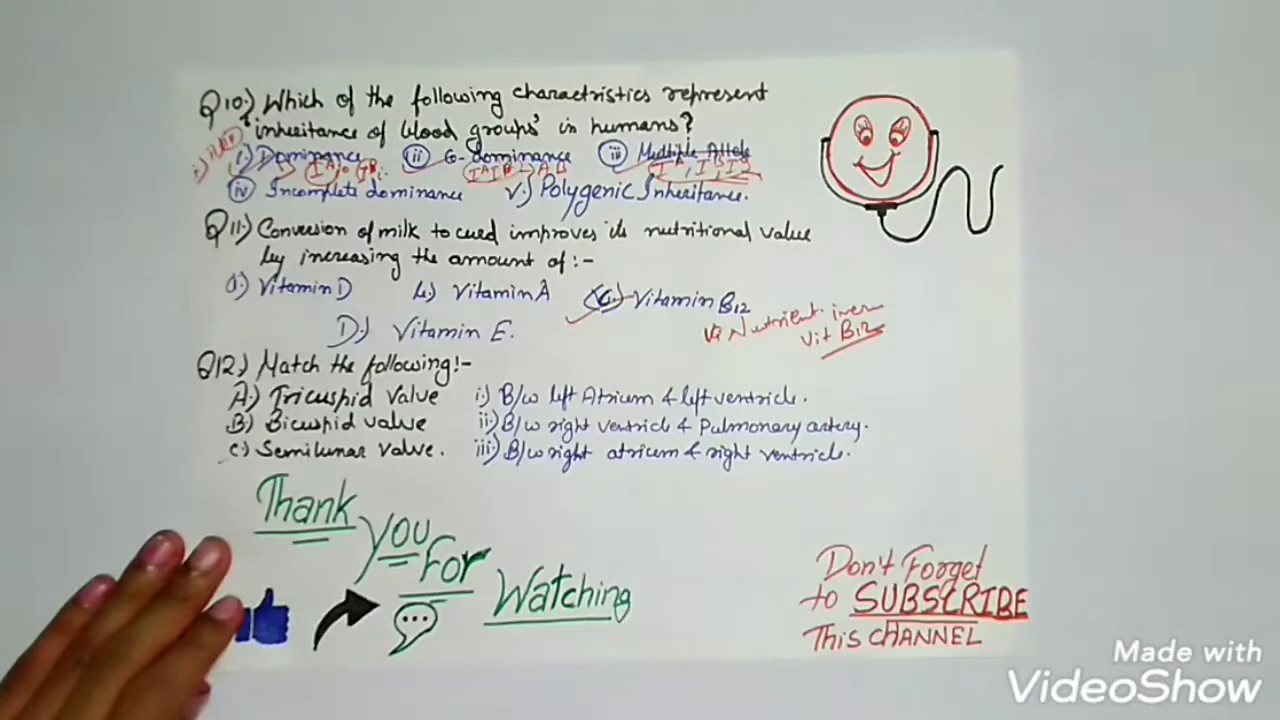 Q10.) Which of the following charactristics represent
'inheritance of blood groups' in humans?
(i.) Dominance (ii) Co-dominance (iii) Multiple Allele
IAIB
(iv) Incomplete dominance v.) Polygenic Inheritance.
Q11.) Conversion of milk to curd improves its nutritional value
by increasing the amount of :-
a.) Vitamin D b.) Vitamin A (c.) Vitamin B12
Nutrient
Vit B12
D.) Vitamin E.
Q12.) Match the following:-
A.) Tricuspid Valve i.) B/w left Atrium & left ventricle.
B.) Bicuspid valve ii.) B/w right ventricle & Pulmonary artery.
C.) Semilunar Valve. iii.) B/w right atrium & right ventricle.
Thank
you
For
Watching
Don't Forget
to SUBSCRIBE
This CHANNEL
Made with
VideoShow